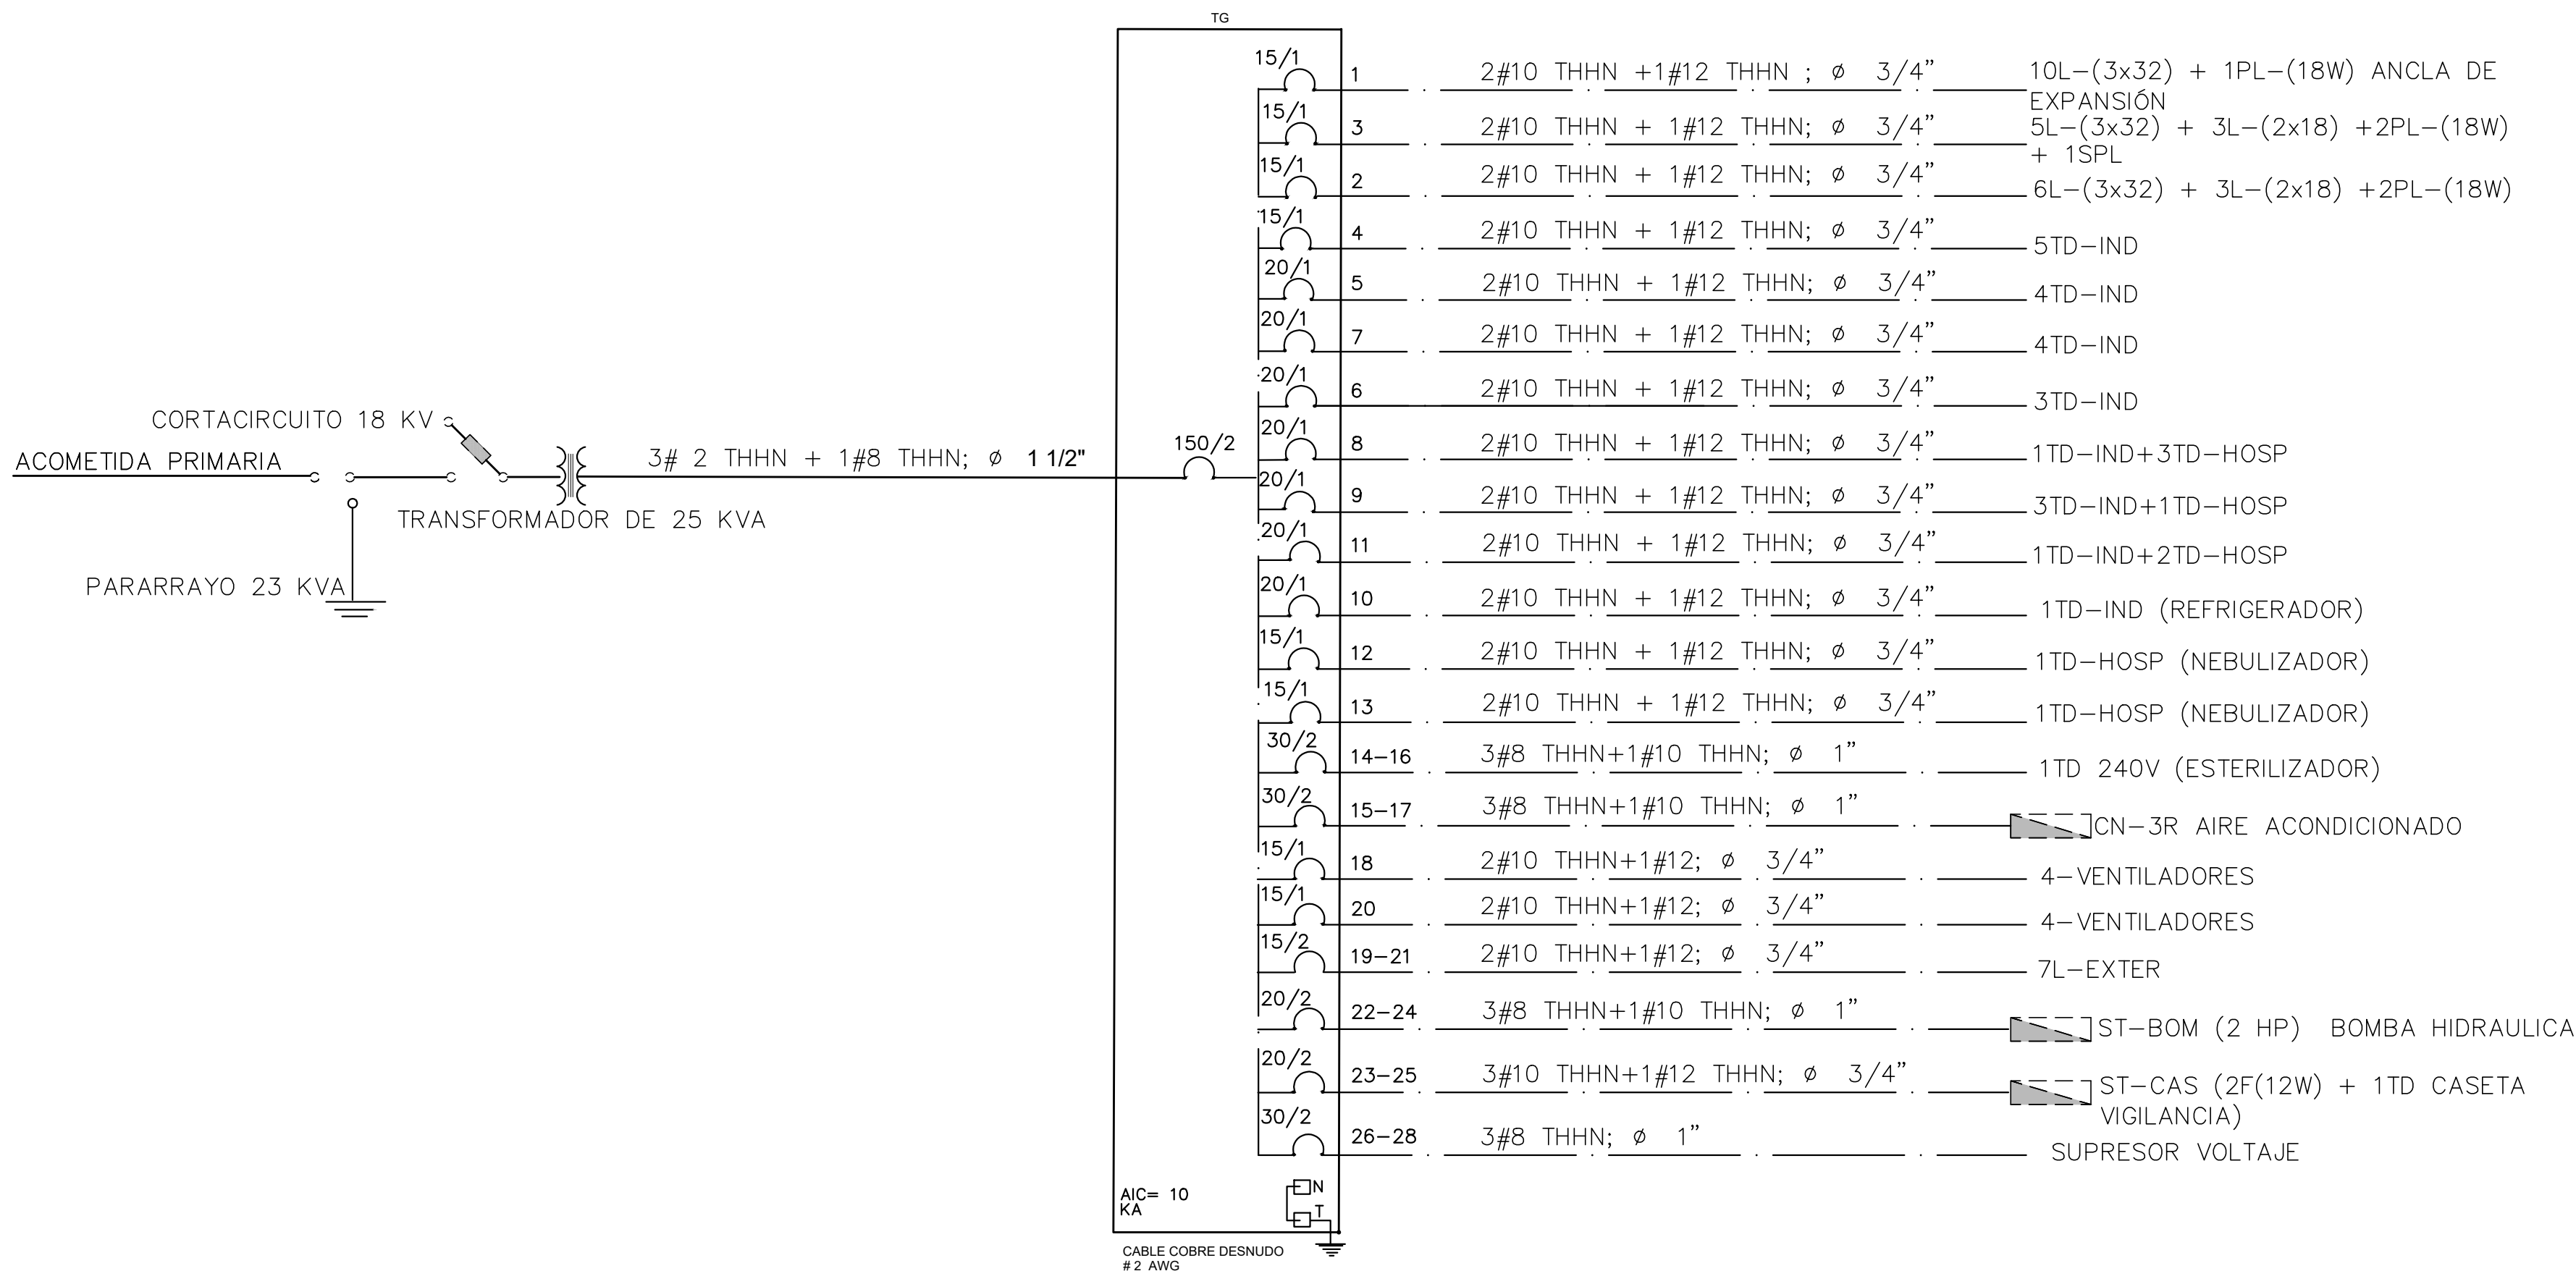 TG
15/1 1 2#10 THHN +1#12 THHN ; ø 3/4” 10L-(3x32) + 1PL-(18W) ANCLA DE
EXPANSIÓN
15/1 3 2#10 THHN + 1#12 THHN; ø 3/4” 5L-(3x32) + 3L-(2x18) +2PL-(18W)
+ 1SPL
15/1 2 2#10 THHN + 1#12 THHN; ø 3/4” 6L-(3x32) + 3L-(2x18) +2PL-(18W)
15/1 4 2#10 THHN + 1#12 THHN; ø 3/4” 5TD-IND
20/1 5 2#10 THHN + 1#12 THHN; ø 3/4” 4TD-IND
20/1 7 2#10 THHN + 1#12 THHN; ø 3/4” 4TD-IND
20/1 6 2#10 THHN + 1#12 THHN; ø 3/4” 3TD-IND
CORTACIRCUITO 18 KV
ACOMETIDA PRIMARIA
3# 2 THHN + 1#8 THHN; ø 1 1/2"
150/2
TRANSFORMADOR DE 25 KVA
PARARRAYO 23 KVA
20/1 8 2#10 THHN + 1#12 THHN; ø 3/4” 1TD-IND+3TD-HOSP
20/1 9 2#10 THHN + 1#12 THHN; ø 3/4” 3TD-IND+1TD-HOSP
20/1 11 2#10 THHN + 1#12 THHN; ø 3/4” 1TD-IND+2TD-HOSP
20/1 10 2#10 THHN + 1#12 THHN; ø 3/4” 1TD-IND (REFRIGERADOR)
15/1 12 2#10 THHN + 1#12 THHN; ø 3/4” 1TD-HOSP (NEBULIZADOR)
15/1 13 2#10 THHN + 1#12 THHN; ø 3/4” 1TD-HOSP (NEBULIZADOR)
30/2 14-16 3#8 THHN+1#10 THHN; ø 1” 1TD 240V (ESTERILIZADOR)
30/2 15-17 3#8 THHN+1#10 THHN; ø 1” CN-3R AIRE ACONDICIONADO
15/1 18 2#10 THHN+1#12; ø 3/4” 4-VENTILADORES
15/1 20 2#10 THHN+1#12; ø 3/4” 4-VENTILADORES
15/2 19-21 2#10 THHN+1#12; ø 3/4” 7L-EXTER
20/2 22-24 3#8 THHN+1#10 THHN; ø 1” ST-BOM (2 HP) BOMBA HIDRAULICA
20/2 23-25 3#10 THHN+1#12 THHN; ø 3/4” ST-CAS (2F(12W) + 1TD CASETA
VIGILANCIA)
30/2 26-28 3#8 THHN; ø 1” SUPRESOR VOLTAJE
AIC= 10
KA
N
T
CABLE COBRE DESNUDO
# 2 AWG